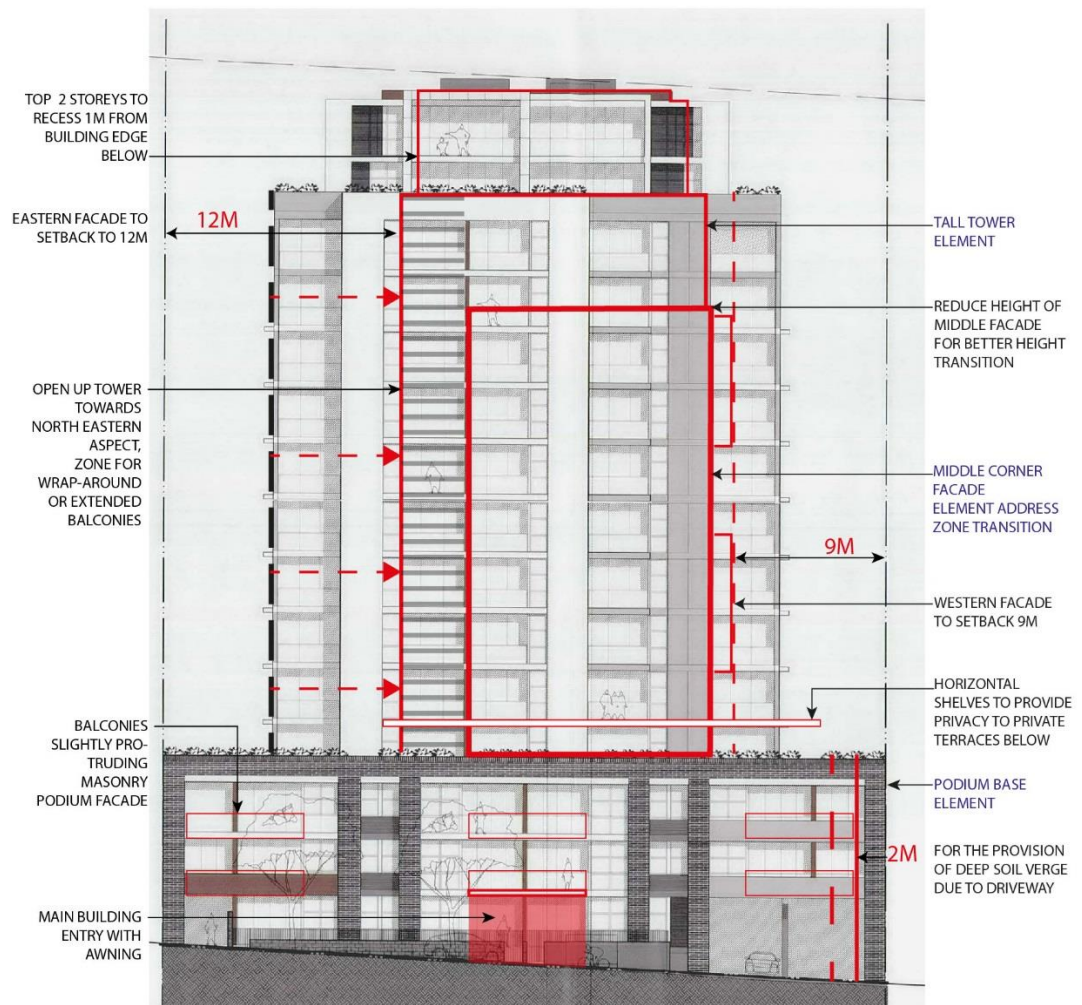 TOP 2 STOREYS TO
RECESS 1M FROM
BUILDING EDGE
BELOW
EASTERN FACADE TO
SETBACK TO 12M
12M
OPEN UP TOWER
TOWARDS
NORTH EASTERN
ASPECT,
ZONE FOR
WRAP-AROUND
OR EXTENDED
BALCONIES
BALCONIES
SLIGHTLY PRO-
TRUDING
MASONRY
PODIUM FACADE
MAIN BUILDING
ENTRY WITH
AWNING
TALL TOWER
ELEMENT
REDUCE HEIGHT OF
MIDDLE FACADE
FOR BETTER HEIGHT
TRANSITION
MIDDLE CORNER
FACADE
ELEMENT ADDRESS
ZONE TRANSITION
9M
WESTERN FACADE
TO SETBACK 9M
HORIZONTAL
SHELVES TO PROVIDE
PRIVACY TO PRIVATE
TERRACES BELOW
PODIUM BASE
ELEMENT
2M
FOR THE PROVISION
OF DEEP SOIL VERGE
DUE TO DRIVEWAY